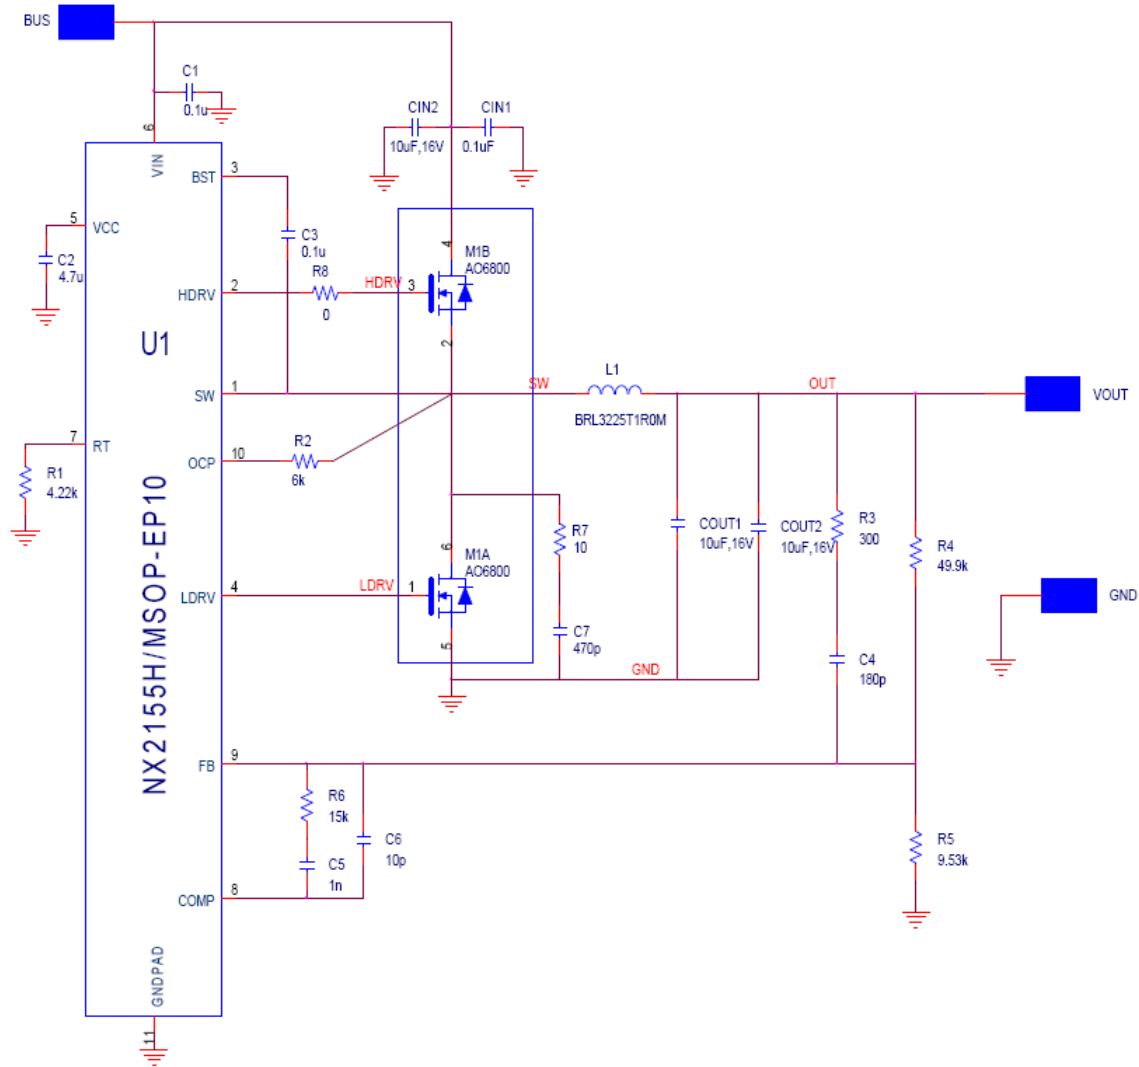 BUS
C1
0.1u
6
VIN
CIN2
10uF,16V
CIN1
0.1uF
3
BST
5
VCC
C2
4.7u
C3
0.1u
4
M1B
AO6800
R8
0
HDRV
3
2
HDRV
2
U1
SW
1
SW
L1
BRL3225T1R0M
OUT
VOUT
7
RT
R1
4.22k
OCP
10
R2
6k
NX2155H/MSOP-EP10
6
M1A
AO6800
R7
10
COUT1
10uF,16V
COUT2
10uF,16V
R3
300
R4
49.9k
LDRV
4
LDRV
1
5
C7
470p
GND
GND
C4
180p
FB
9
R6
15k
C5
1n
C6
10p
R5
9.53k
COMP
8
GNDPAD
11